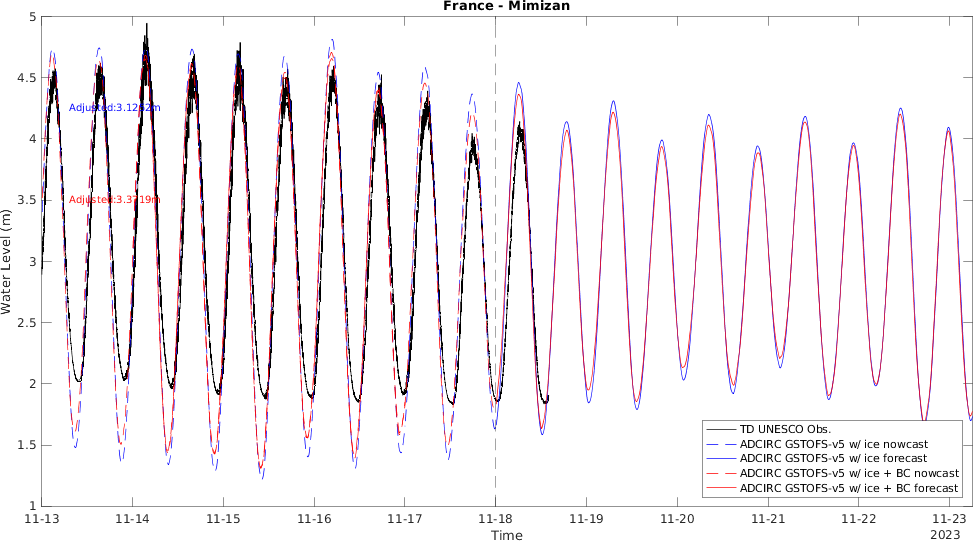 France - Mimizan
5
4.5
4
3.5
3
2.5
2
1.5
1
Water Level (m)
Adjusted:3.1262m
Adjusted:3.3719m
TD UNESCO Obs.
ADCIRC GSTOFS-v5 w/ ice nowcast
ADCIRC GSTOFS-v5 w/ ice forecast
ADCIRC GSTOFS-v5 w/ ice + BC nowcast
ADCIRC GSTOFS-v5 w/ ice + BC forecast
11-13 11-14 11-15 11-16 11-17 11-18 11-19 11-20 11-21 11-22 11-23
Time
2023